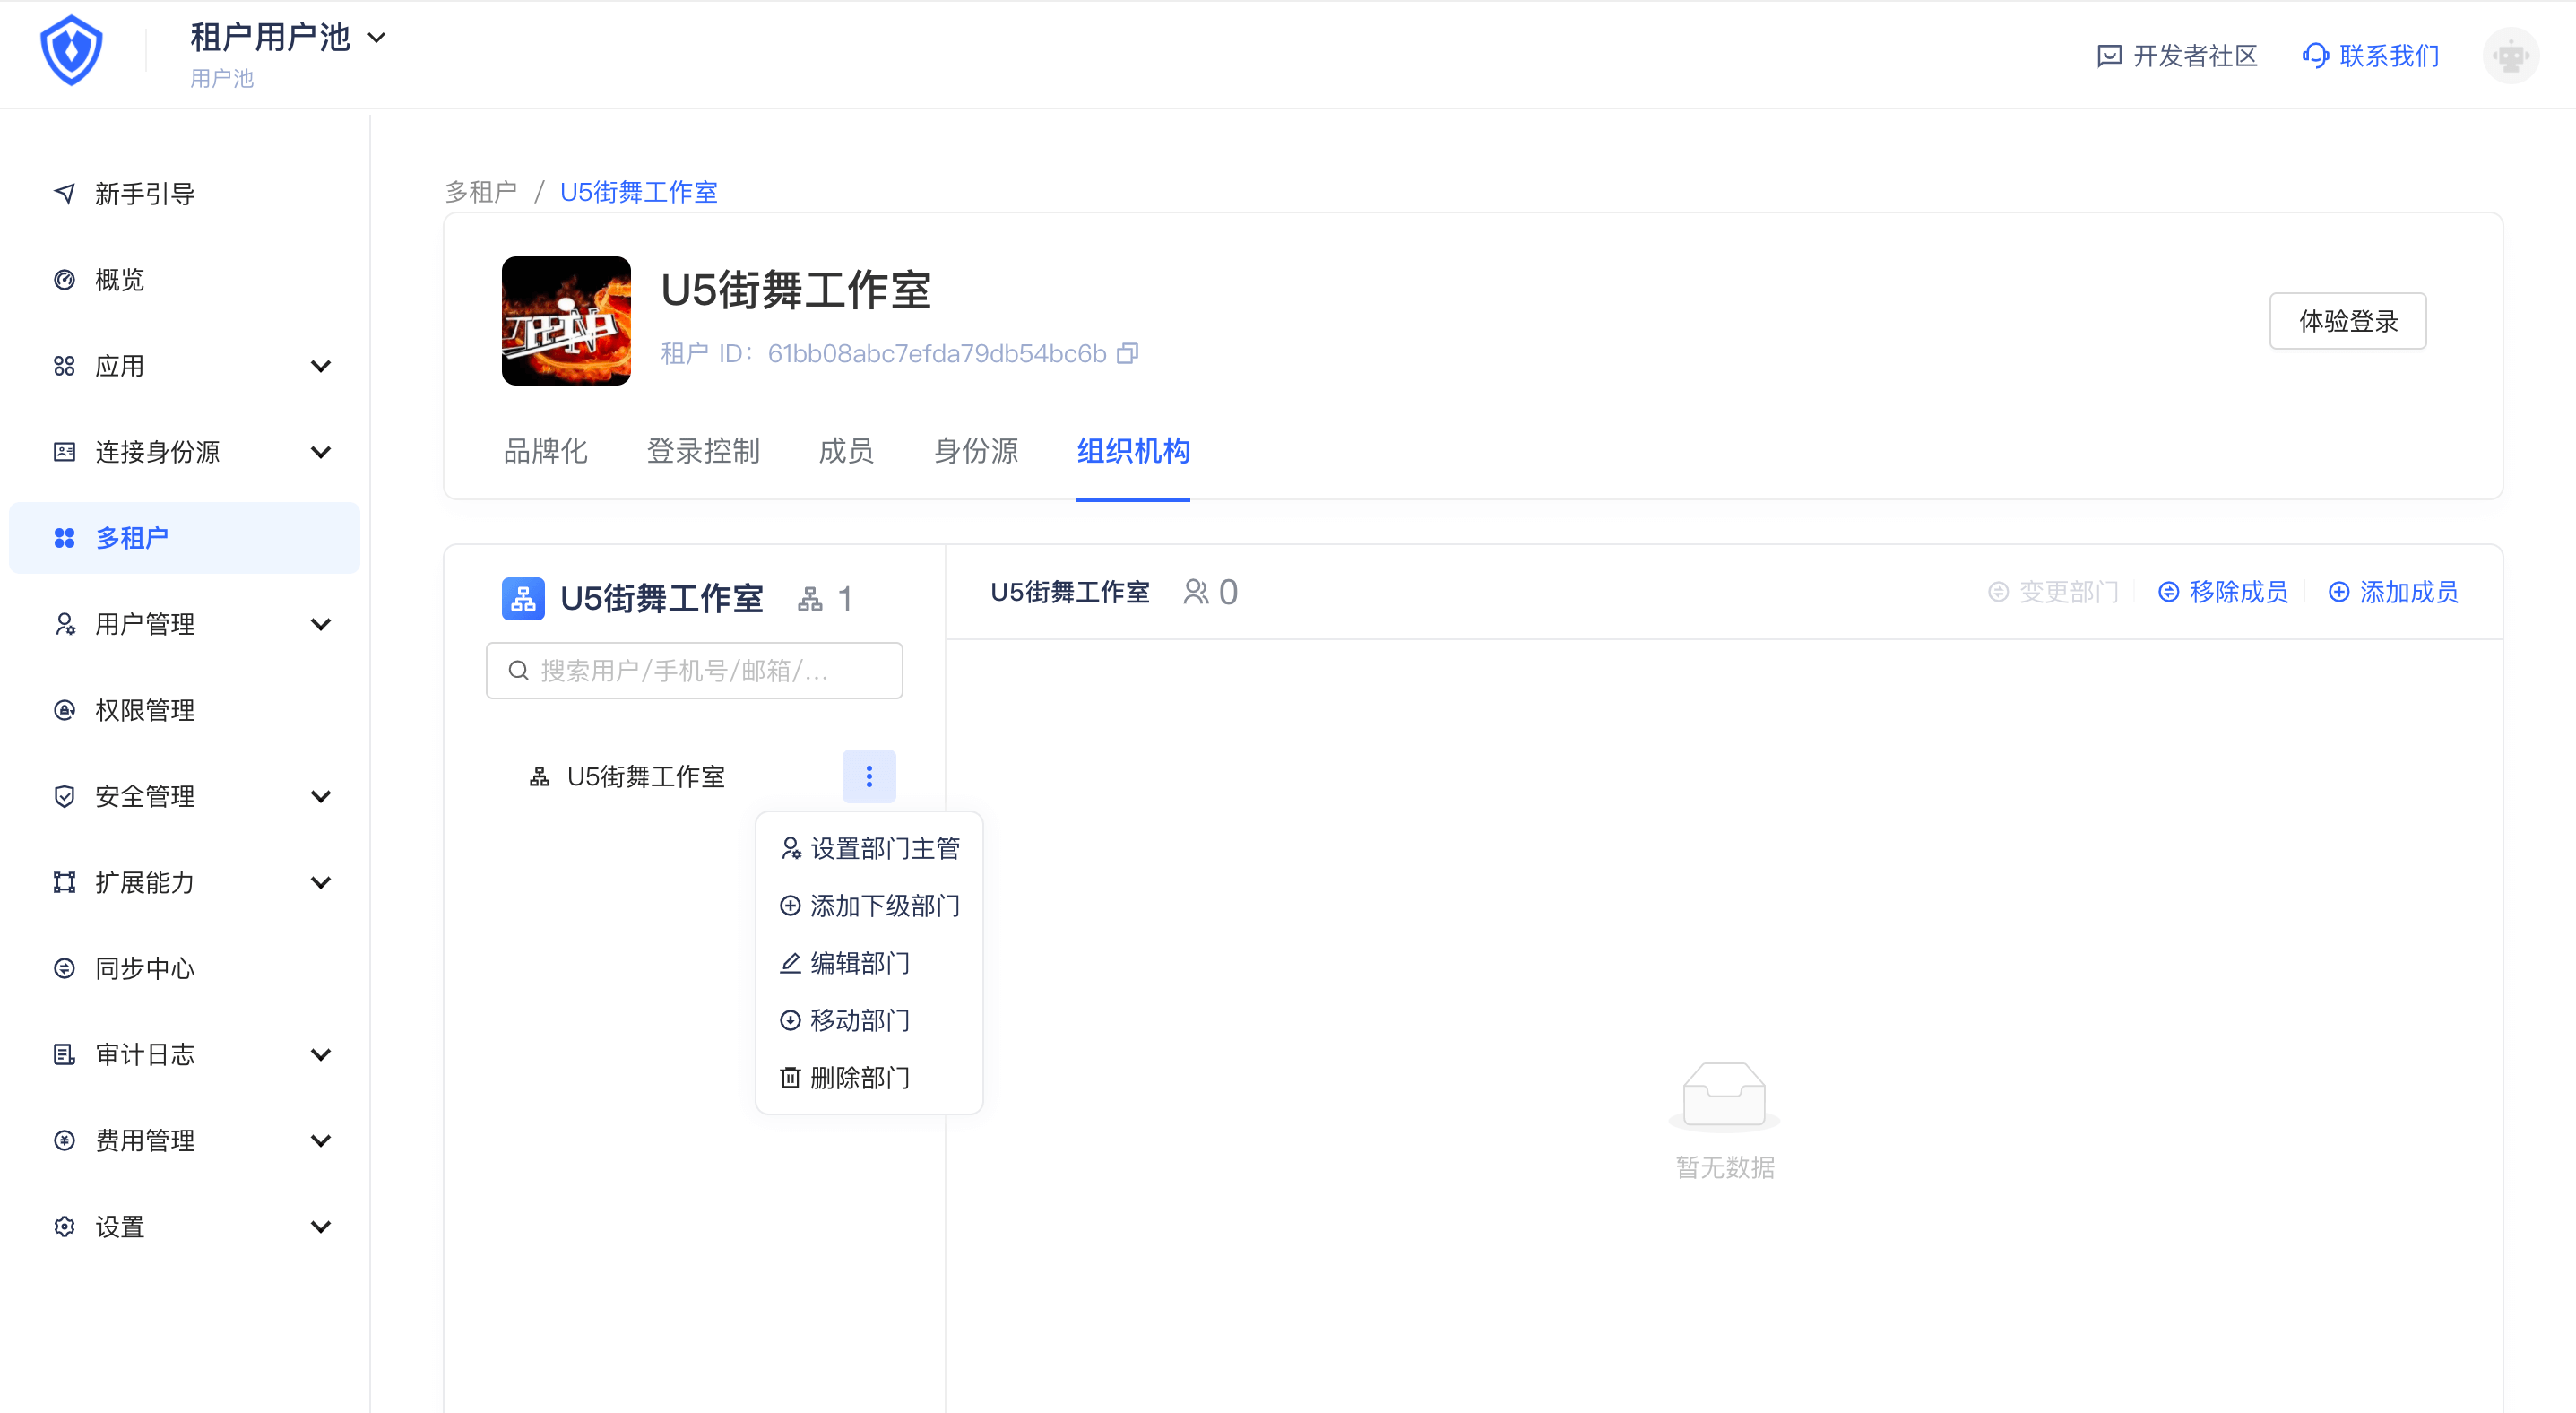 租户用户池
用户池
开发者社区
联系我们
新手引导
概览
应用
连接身份源
多租户
用户管理
权限管理
安全管理
扩展能力
同步中心
审计日志
费用管理
设置
多租户 / U5街舞工作室
U5街舞工作室
租户 ID：61bb08abc7efda79db54bc6b
体验登录
品牌化 登录控制 成员 身份源 组织机构
U5街舞工作室 1
搜索用户/手机号/邮箱/...
U5街舞工作室
设置部门主管
添加下级部门
编辑部门
移动部门
删除部门
U5街舞工作室 0
变更部门 移除成员 添加成员
暂无数据